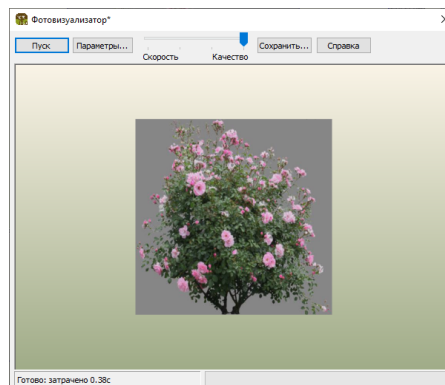 Фотовизуализатор*
Пуск Параметры... Сохранить... Справка
Скорость Качество
Готово: затрачено 0.38с